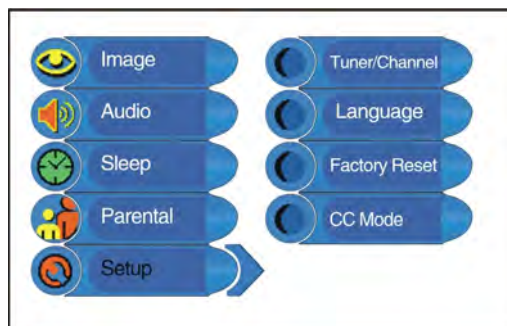 Image
Audio
Sleep
Parental
Setup
Tuner/Channel
Language
Factory Reset
CC Mode